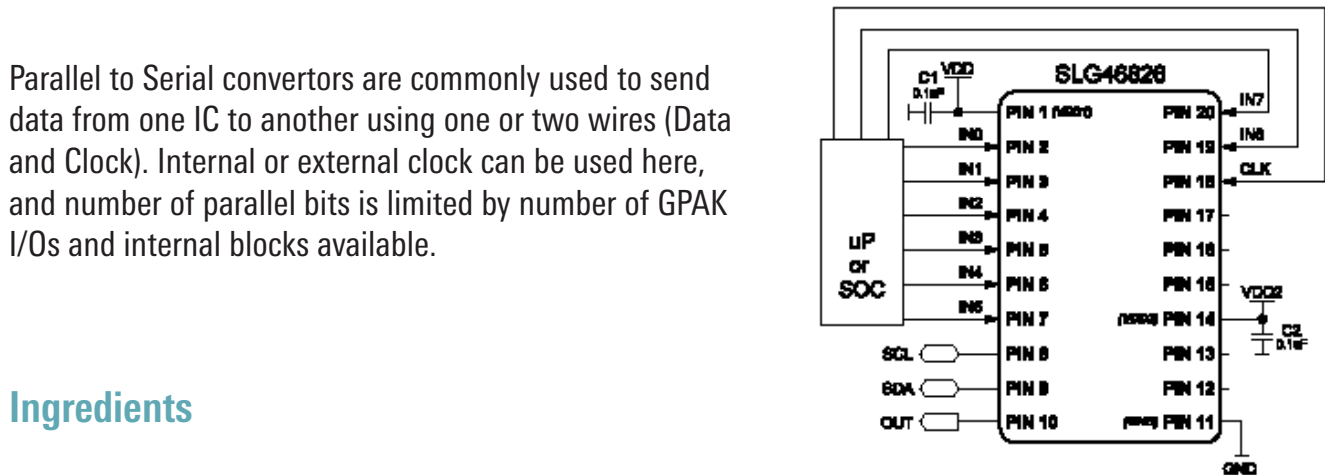 Parallel to Serial convertors are commonly used to send
data from one IC to another using one or two wires (Data
and Clock). Internal or external clock can be used here,
and number of parallel bits is limited by number of GPAK
I/Os and internal blocks available.
Ingredients
SLG46826
C1
0.1uF
VDD
uP
or
SOC
IN0
IN1
IN2
IN3
IN4
IN5
SCL
SDA
OUT
PIN 1
PIN 2
PIN 3
PIN 4
PIN 5
PIN 6
PIN 7
PIN 8
PIN 9
PIN 10
PIN 20
PIN 19
PIN 18
PIN 17
PIN 16
PIN 15
PIN 14
PIN 13
PIN 12
PIN 11
IN7
IN6
CLK
VDD2
C2
0.1uF
GND